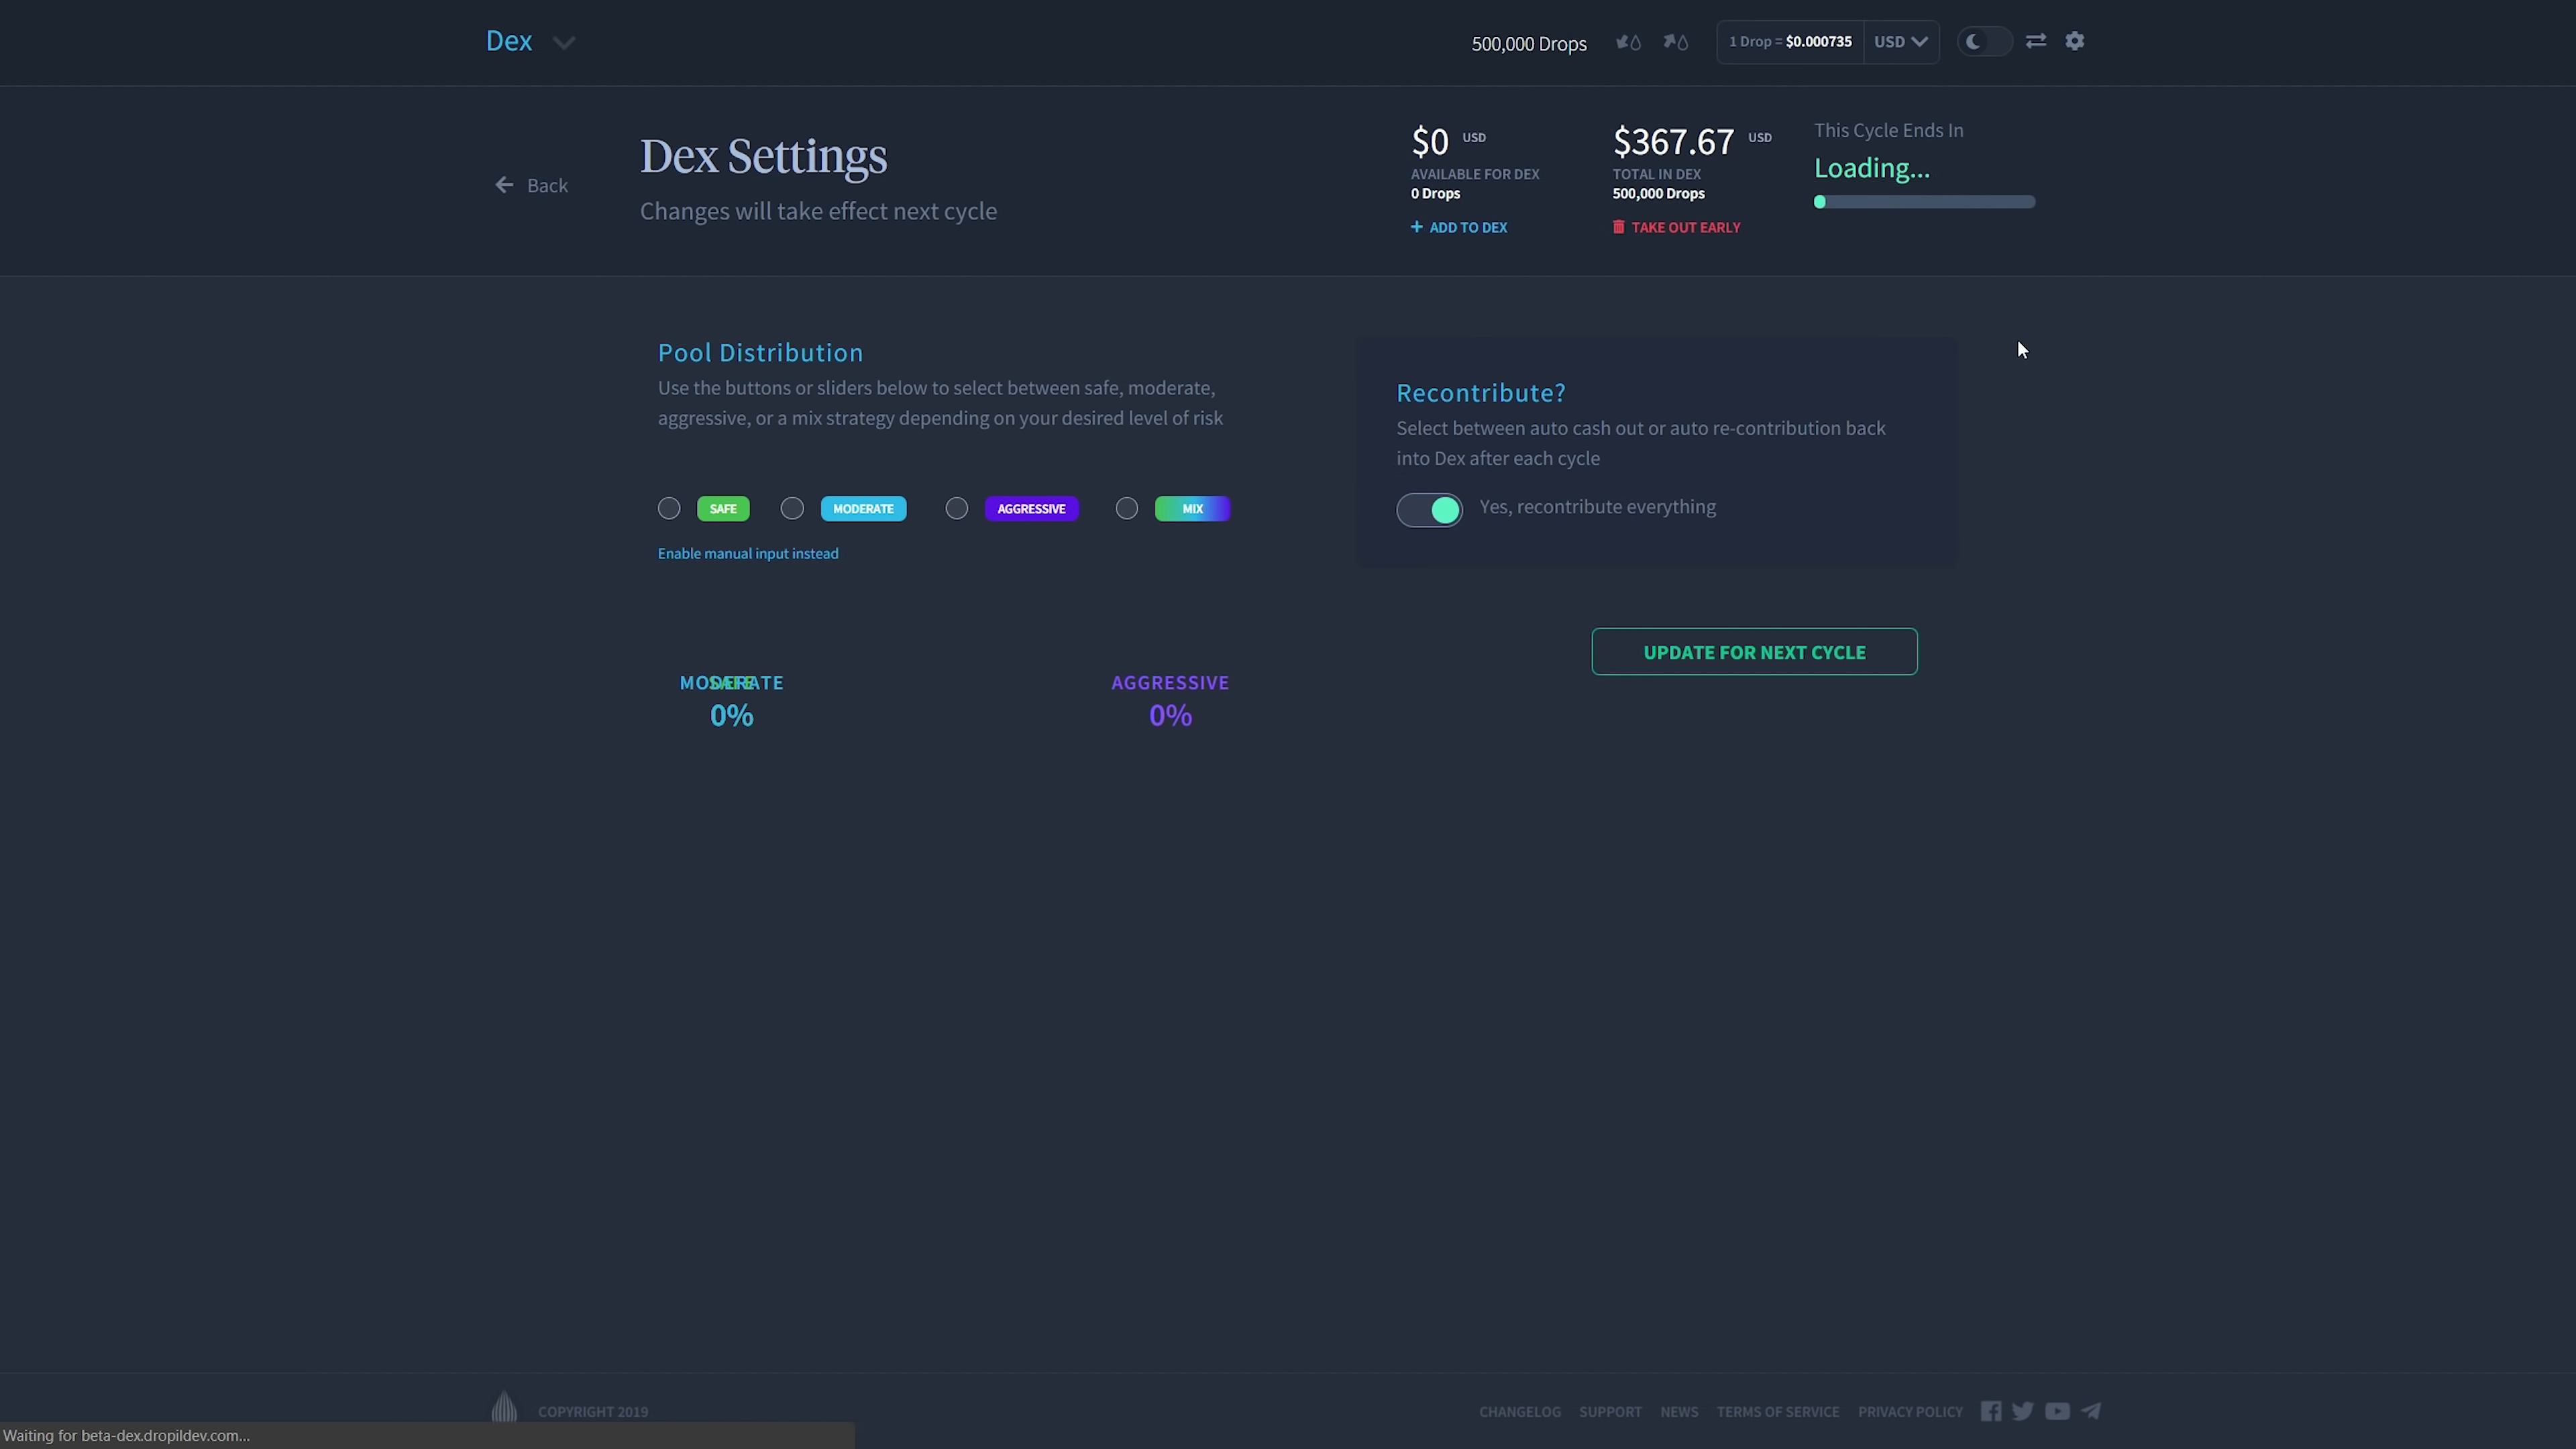 Dex
500,000 Drops
1 Drop = $0.000735
USD
Back
Dex Settings
Changes will take effect next cycle
$0 USD
AVAILABLE FOR DEX
0 Drops
+ ADD TO DEX
$367.67 USD
TOTAL IN DEX
500,000 Drops
TAKE OUT EARLY
This Cycle Ends In
Loading...
Pool Distribution
Use the buttons or sliders below to select between safe, moderate,
aggressive, or a mix strategy depending on your desired level of risk
SAFE
MODERATE
AGGRESSIVE
MIX
Enable manual input instead
Recontribute?
Select between auto cash out or auto re-contribution back
into Dex after each cycle
Yes, recontribute everything
UPDATE FOR NEXT CYCLE
MODERATE
SAFE
0%
AGGRESSIVE
0%
COPYRIGHT 2019
CHANGELOG
SUPPORT
NEWS
TERMS OF SERVICE
PRIVACY POLICY
Waiting for beta-dex.dropildev.com...